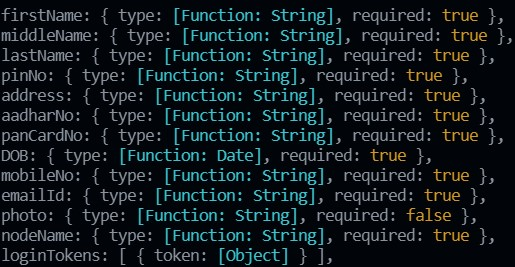 firstName: { type: [Function: String], required: true },
middleName: { type: [Function: String], required: true },
lastName: { type: [Function: String], required: true },
pinNo: { type: [Function: String], required: true },
address: { type: [Function: String], required: true },
aadharNo: { type: [Function: String], required: true },
panCardNo: { type: [Function: String], required: true },
DOB: { type: [Function: Date], required: true },
mobileNo: { type: [Function: String], required: true },
emailId: { type: [Function: String], required: true },
photo: { type: [Function: String], required: false },
nodeName: { type: [Function: String], required: true },
loginTokens: [ { token: [Object] } ],